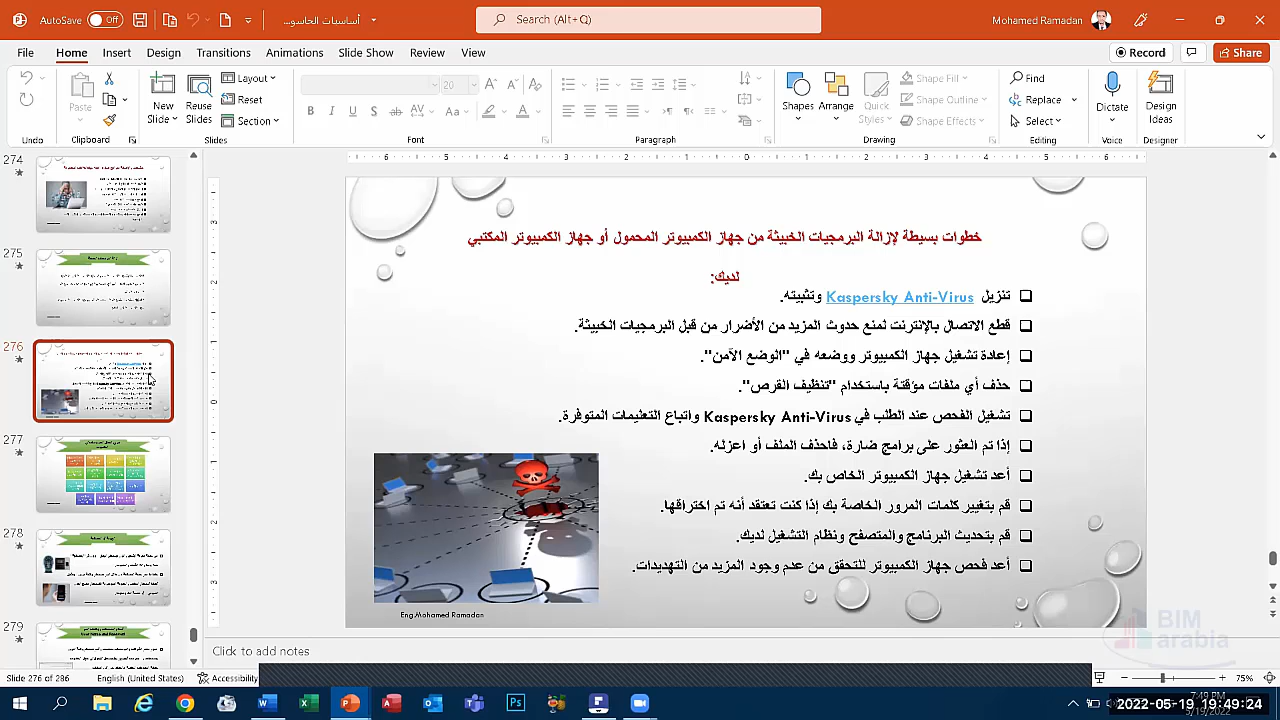 AutoSave Off أساسيات الحاسو... Search (Alt+Q) Mohamed Ramadan
File Home Insert Design Transitions Animations Slide Show Review View Record Share
Paste New Slide Reuse Slides Layout Reset Section 20 Shapes Arrange Quick Styles Shape Fill Shape Outline Shape Effects Find Replace Select Dictate Design Ideas
Undo Clipboard Slides Font Paragraph Drawing Editing Voice Designer
274
275
276
277
278
279
خطوات بسيطة لإزالة البرمجيات الخبيثة من جهاز الكمبيوتر المحمول أو جهاز الكمبيوتر المكتبي
لديك:
تنزيل Kaspersky Anti-Virus وتثبيته.
قطع الاتصال بالإنترنت لمنع حدوث المزيد من الأضرار من قبل البرمجيات الخبيثة.
إعادة تشغيل جهاز الكمبيوتر ووضعه في "الوضع الآمن".
حذف أي ملفات مؤقتة باستخدام "تنظيف القرص".
تشغيل الفحص عند الطلب في Kaspersky Anti-Virus واتباع التعليمات المتوفرة.
إذا تم العثور على برامج ضارة، فاحذف الملف أو اعزله.
أعد تشغيل جهاز الكمبيوتر الخاص بك.
قم بتغيير كلمات المرور الخاصة بك إذا كنت تعتقد أنه تم اختراقها.
قم بتحديث البرنامج والمتصفح ونظام التشغيل لديك.
أعد فحص جهاز الكمبيوتر للتحقق من عدم وجود المزيد من التهديدات.
Eng.Mohamed Ramadan
BIM
arabia
Click to add notes
Slide 276 of 286 English (United States) Accessibility 75%
7:49 PM
2022-05-19 19:49:24
5/19/2022